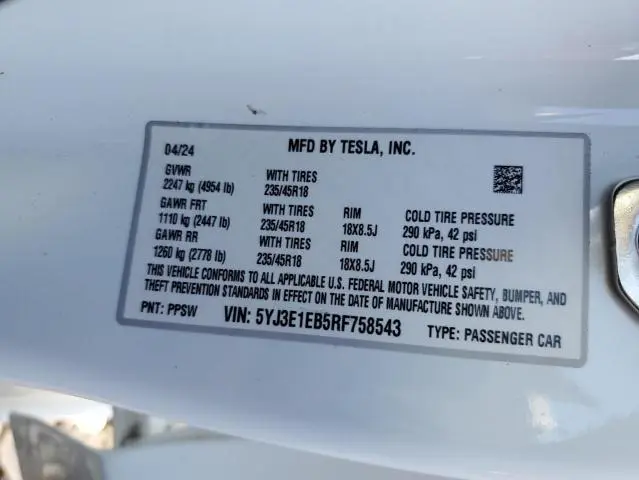 04/24 MFD BY TESLA, INC.
GVWR WITH TIRES
2247 kg (4954 lb) 235/45R18
GAWR FRT WITH TIRES RIM COLD TIRE PRESSURE
1110 kg (2447 lb) 235/45R18 18X8.5J 290 kPa, 42 psi
GAWR RR WITH TIRES RIM COLD TIRE PRESSURE
1260 kg (2778 lb) 235/45R18 18X8.5J 290 kPa, 42 psi
THIS VEHICLE CONFORMS TO ALL APPLICABLE U.S. FEDERAL MOTOR VEHICLE SAFETY, BUMPER, AND
THEFT PREVENTION STANDARDS IN EFFECT ON THE DATE OF MANUFACTURE SHOWN ABOVE.
PNT: PPSW VIN: 5YJ3E1EB5RF758543 TYPE: PASSENGER CAR